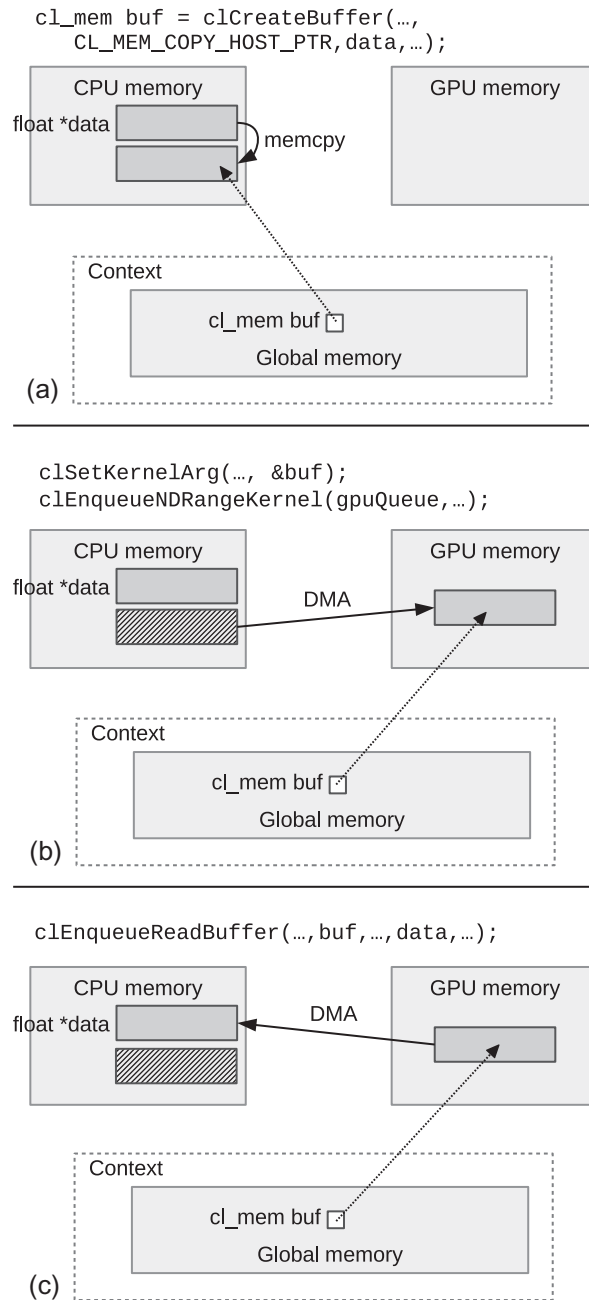 cl_mem buf = clCreateBuffer(…,
CL_MEM_COPY_HOST_PTR,data,…);
CPU memory
GPU memory
float *data
memcpy
Context
cl_mem buf
Global memory
(a)
clSetKernelArg(…, &buf);
clEnqueueNDRangeKernel(gpuQueue,…);
CPU memory
GPU memory
float *data
DMA
Context
cl_mem buf
Global memory
(b)
clEnqueueReadBuffer(…,buf,…,data,…);
CPU memory
GPU memory
float *data
DMA
Context
cl_mem buf
Global memory
(c)